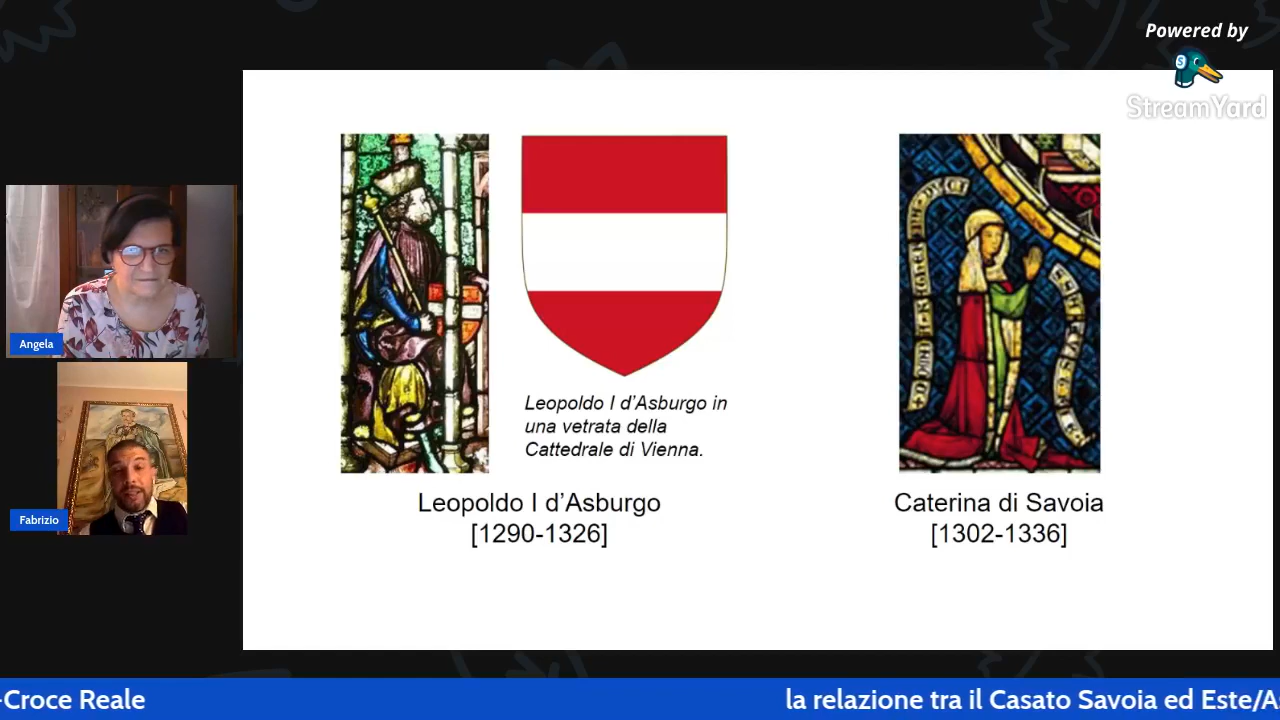 Powered by
StreamYard
Angela
Fabrizio
Leopoldo I d’Asburgo in
una vetrata della
Cattedrale di Vienna.
Leopoldo I d’Asburgo
[1290-1326]
Caterina di Savoia
[1302-1336]
-Croce Reale
la relazione tra il Casato Savoia ed Este/As